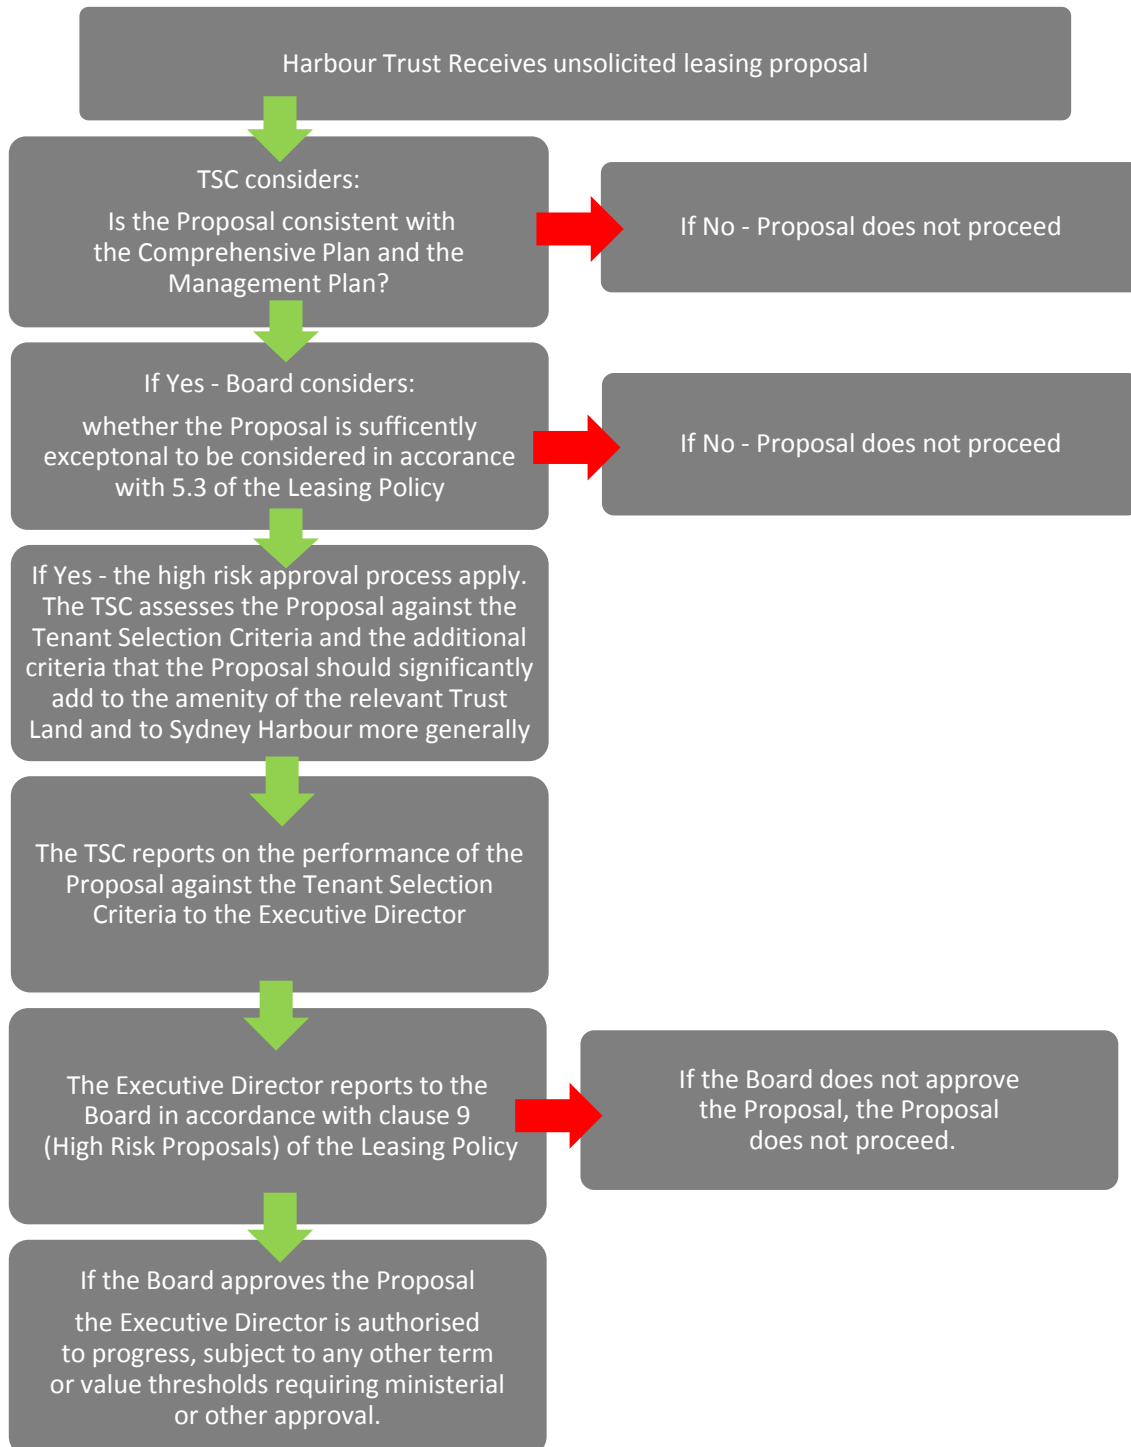 Harbour Trust Receives unsolicited leasing proposal
TSC considers:
Is the Proposal consistent with
the Comprehensive Plan and the
Management Plan?
If No - Proposal does not proceed
If Yes - Board considers:
whether the Proposal is sufficently
exceptonal to be considered in accorance
with 5.3 of the Leasing Policy
If No - Proposal does not proceed
If Yes - the high risk approval process apply.
The TSC assesses the Proposal against the
Tenant Selection Criteria and the additional
criteria that the Proposal should significantly
add to the amenity of the relevant Trust
Land and to Sydney Harbour more generally
The TSC reports on the performance of the
Proposal against the Tenant Selection
Criteria to the Executive Director
The Executive Director reports to the
Board in accordance with clause 9
(High Risk Proposals) of the Leasing Policy
If the Board does not approve
the Proposal, the Proposal
does not proceed.
If the Board approves the Proposal
the Executive Director is authorised
to progress, subject to any other term
or value thresholds requiring ministerial
or other approval.